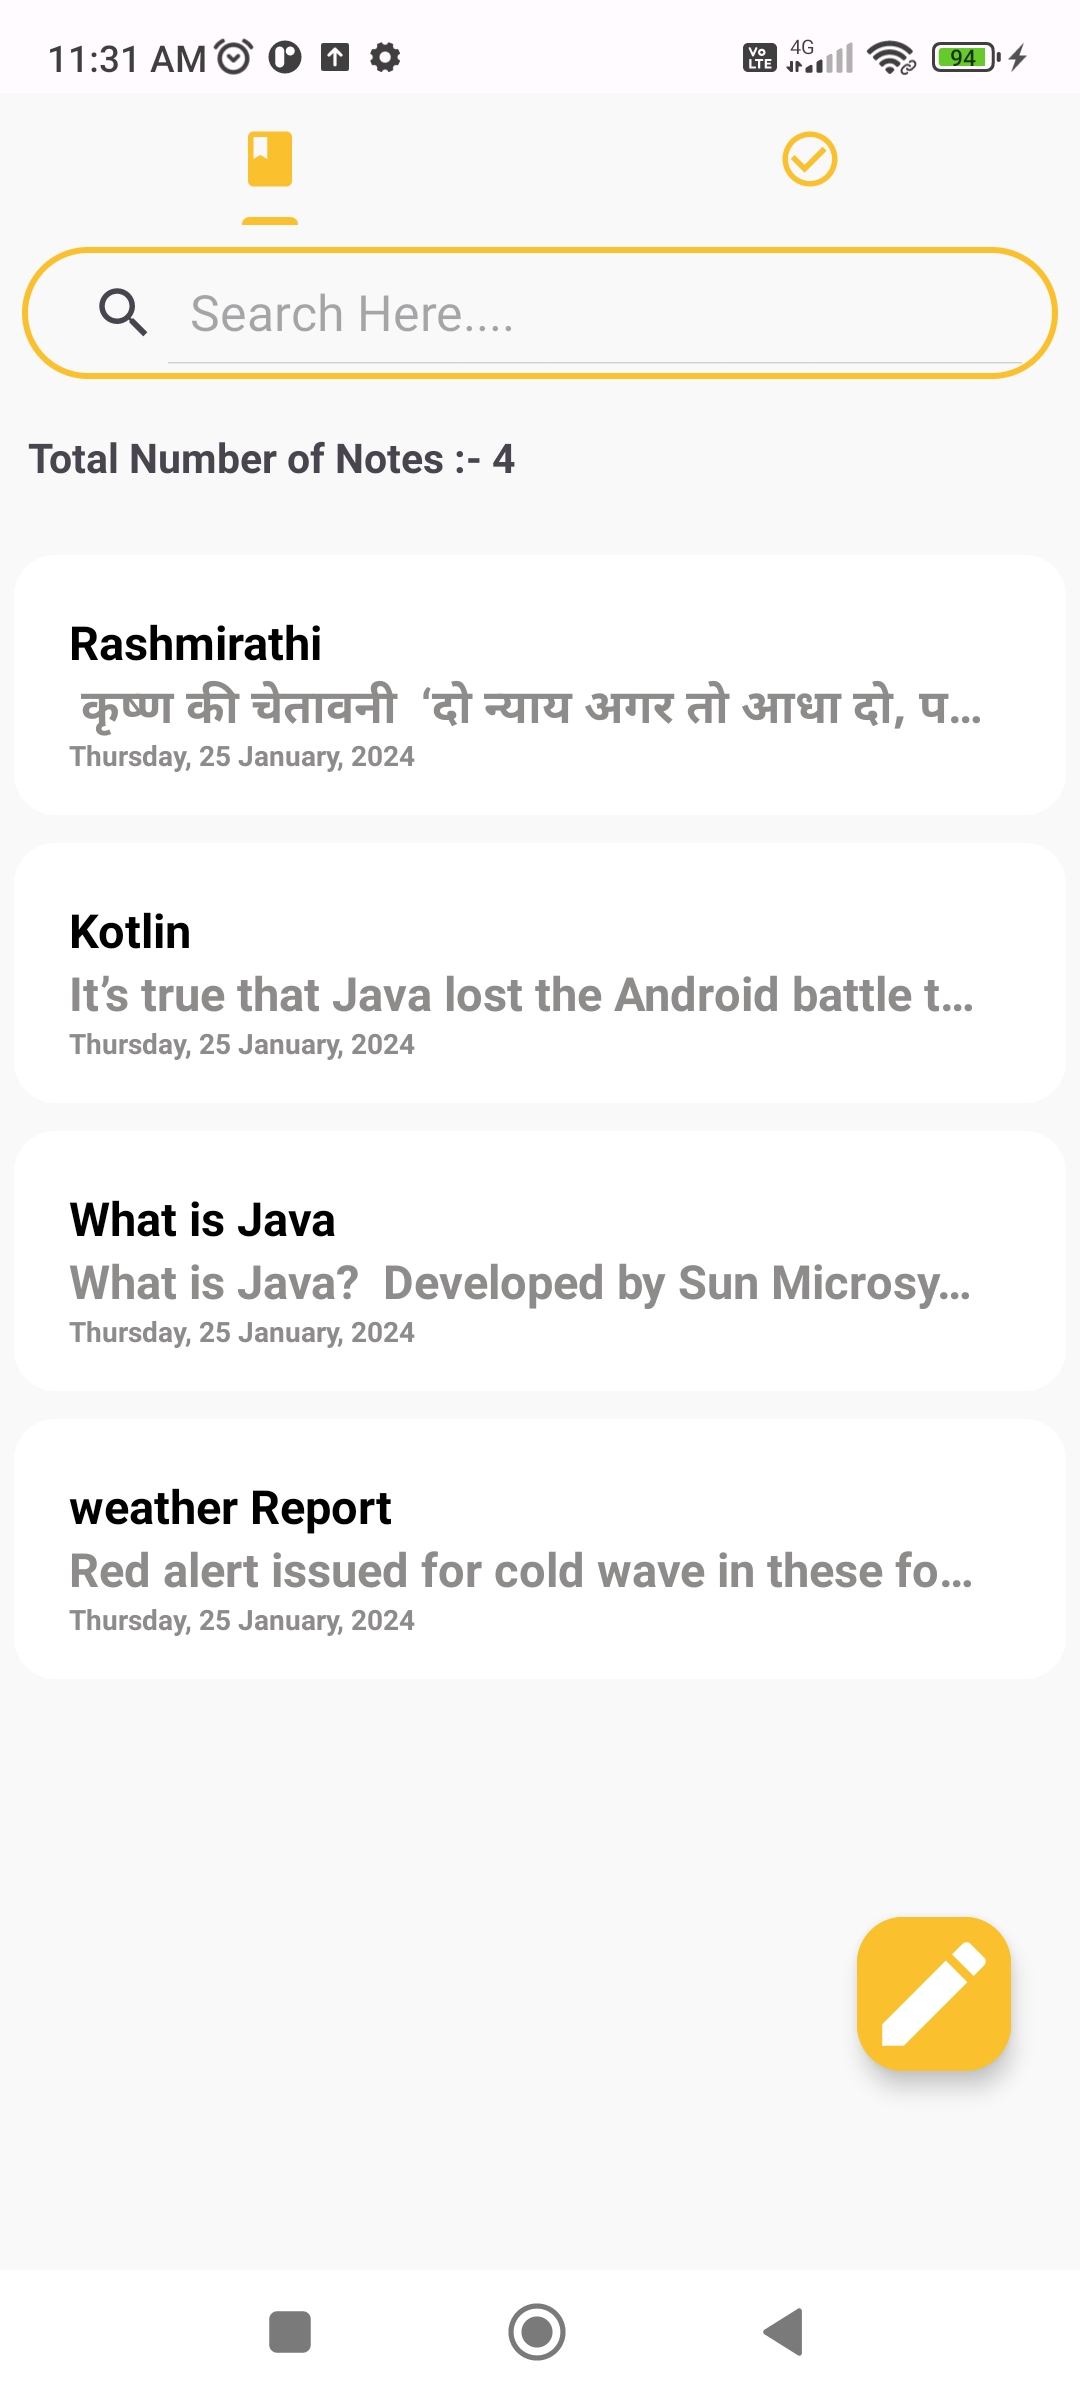 11:31 AM
Vo LTE 4G 94
Search Here....
Total Number of Notes :- 4
Rashmirathi
कृष्ण की चेतावनी ‘दो न्याय अगर तो आधा दो, प...
Thursday, 25 January, 2024
Kotlin
It’s true that Java lost the Android battle t...
Thursday, 25 January, 2024
What is Java
What is Java? Developed by Sun Microsy...
Thursday, 25 January, 2024
weather Report
Red alert issued for cold wave in these fo...
Thursday, 25 January, 2024